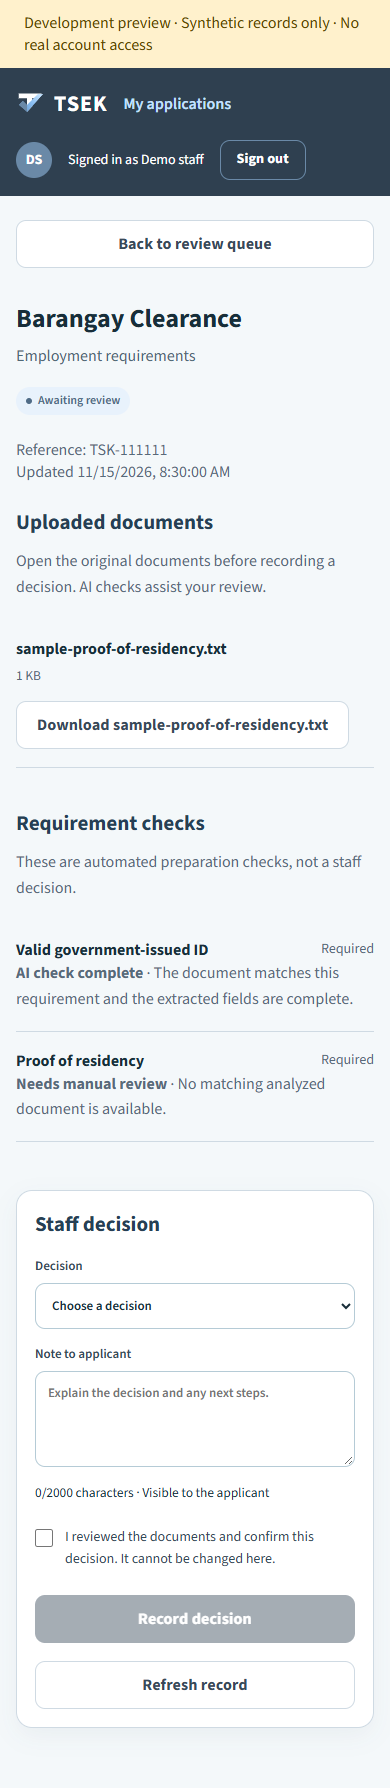 Development preview · Synthetic records only · No
real account access
TSEK My applications
DS Signed in as Demo staff Sign out
Back to review queue
Barangay Clearance
Employment requirements
Awaiting review
Reference: TSK-111111
Updated 11/15/2026, 8:30:00 AM
Uploaded documents
Open the original documents before recording a
decision. AI checks assist your review.
sample-proof-of-residency.txt
1 KB
Download sample-proof-of-residency.txt
Requirement checks
These are automated preparation checks, not a staff
decision.
Valid government-issued ID Required
AI check complete · The document matches this
requirement and the extracted fields are complete.
Proof of residency Required
Needs manual review · No matching analyzed
document is available.
Staff decision
Decision
Choose a decision
Note to applicant
Explain the decision and any next steps.
0/2000 characters · Visible to the applicant
I reviewed the documents and confirm this
decision. It cannot be changed here.
Record decision
Refresh record